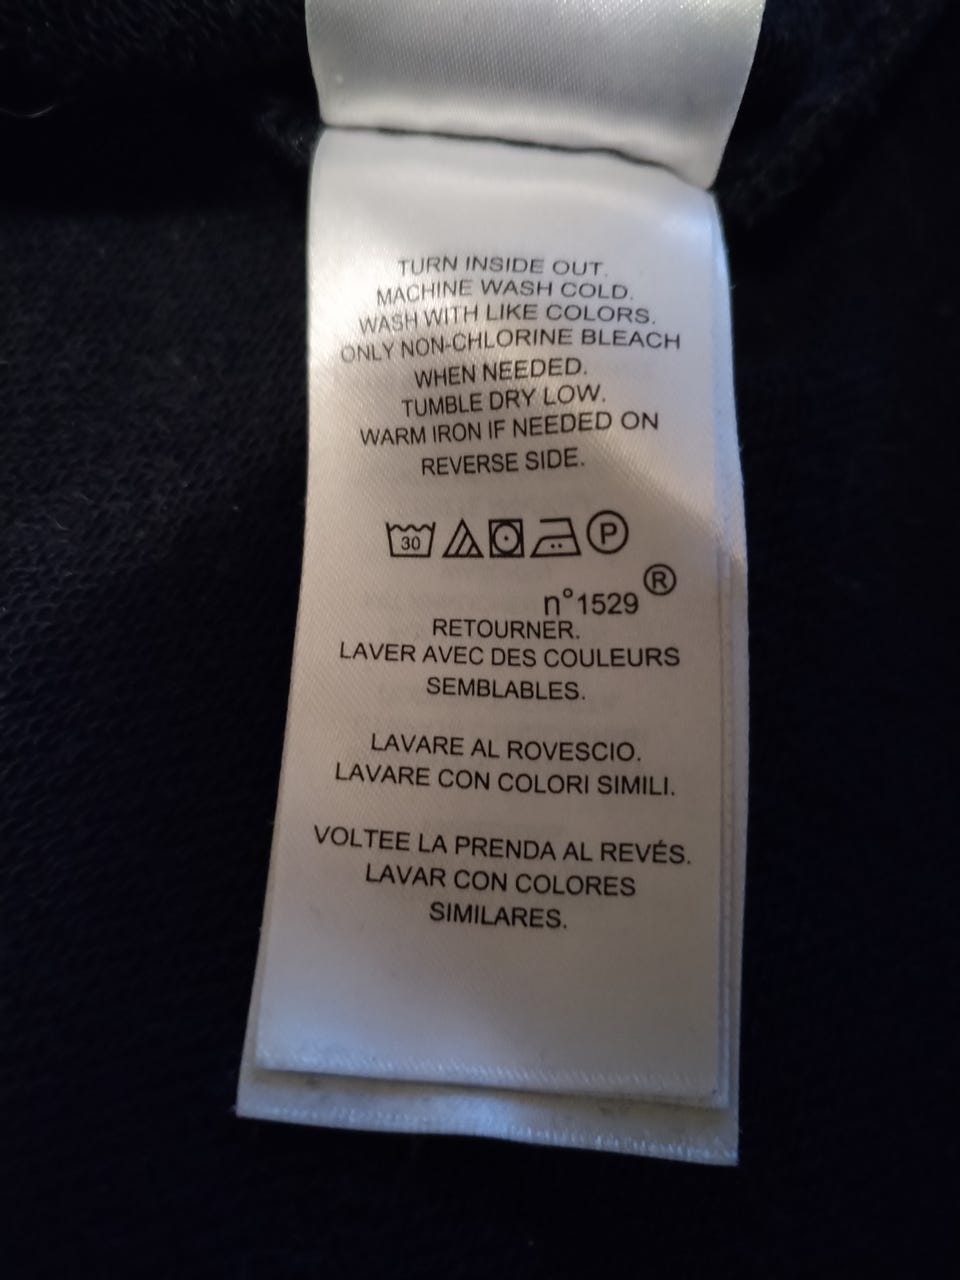 TURN INSIDE OUT.
MACHINE WASH COLD.
WASH WITH LIKE COLORS.
ONLY NON-CHLORINE BLEACH
WHEN NEEDED.
TUMBLE DRY LOW.
WARM IRON IF NEEDED ON
REVERSE SIDE.
30 P
n°1529 ®
RETOURNER.
LAVER AVEC DES COULEURS
SEMBLABLES.
LAVARE AL ROVESCIO.
LAVARE CON COLORI SIMILI.
VOLTEE LA PRENDA AL REVÉS.
LAVAR CON COLORES
SIMILARES.